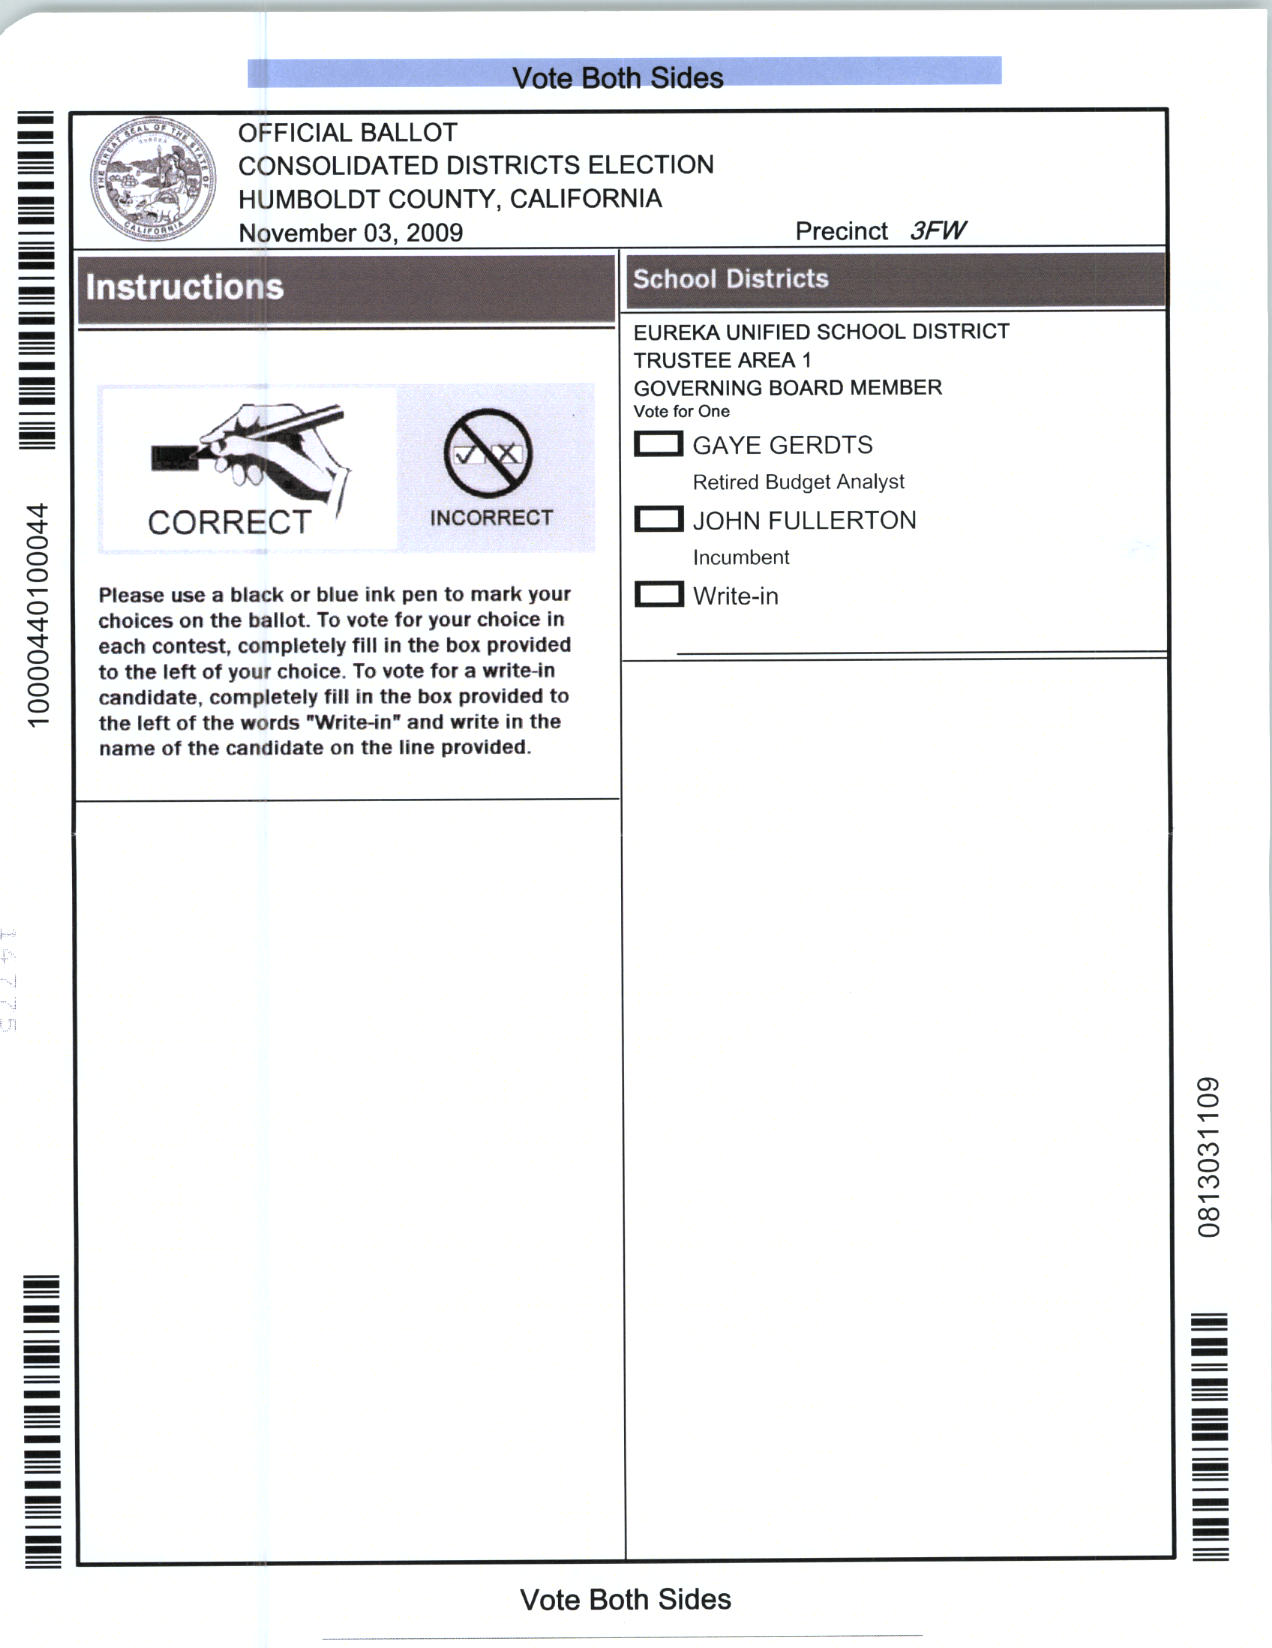 Vote Both Sides
THE GREAT SEAL OF THE STATE OF CALIFORNIA
EUREKA
OFFICIAL BALLOT
CONSOLIDATED DISTRICTS ELECTION
HUMBOLDT COUNTY, CALIFORNIA
November 03, 2009
Precinct 3FW
Instructions
CORRECT
INCORRECT
Please use a black or blue ink pen to mark your
choices on the ballot. To vote for your choice in
each contest, completely fill in the box provided
to the left of your choice. To vote for a write-in
candidate, completely fill in the box provided to
the left of the words "Write-in" and write in the
name of the candidate on the line provided.
School Districts
EUREKA UNIFIED SCHOOL DISTRICT
TRUSTEE AREA 1
GOVERNING BOARD MEMBER
Vote for One
GAYE GERDTS
Retired Budget Analyst
JOHN FULLERTON
Incumbent
Write-in
10000440100044
0813031109
Vote Both Sides